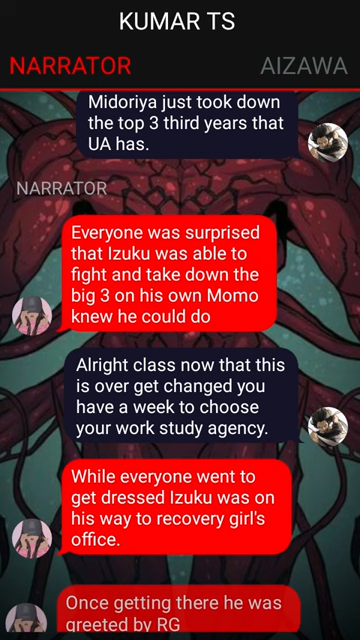 KUMAR TS
NARRATOR
AIZAWA
Midoriya just took down
the top 3 third years that
UA has.
NARRATOR
Everyone was surprised
that Izuku was able to
fight and take down the
big 3 on his own Momo
knew he could do
Alright class now that this
is over get changed you
have a week to choose
your work study agency.
While everyone went to
get dressed Izuku was on
his way to recovery girl's
office.
Once getting there he was
greeted by RG